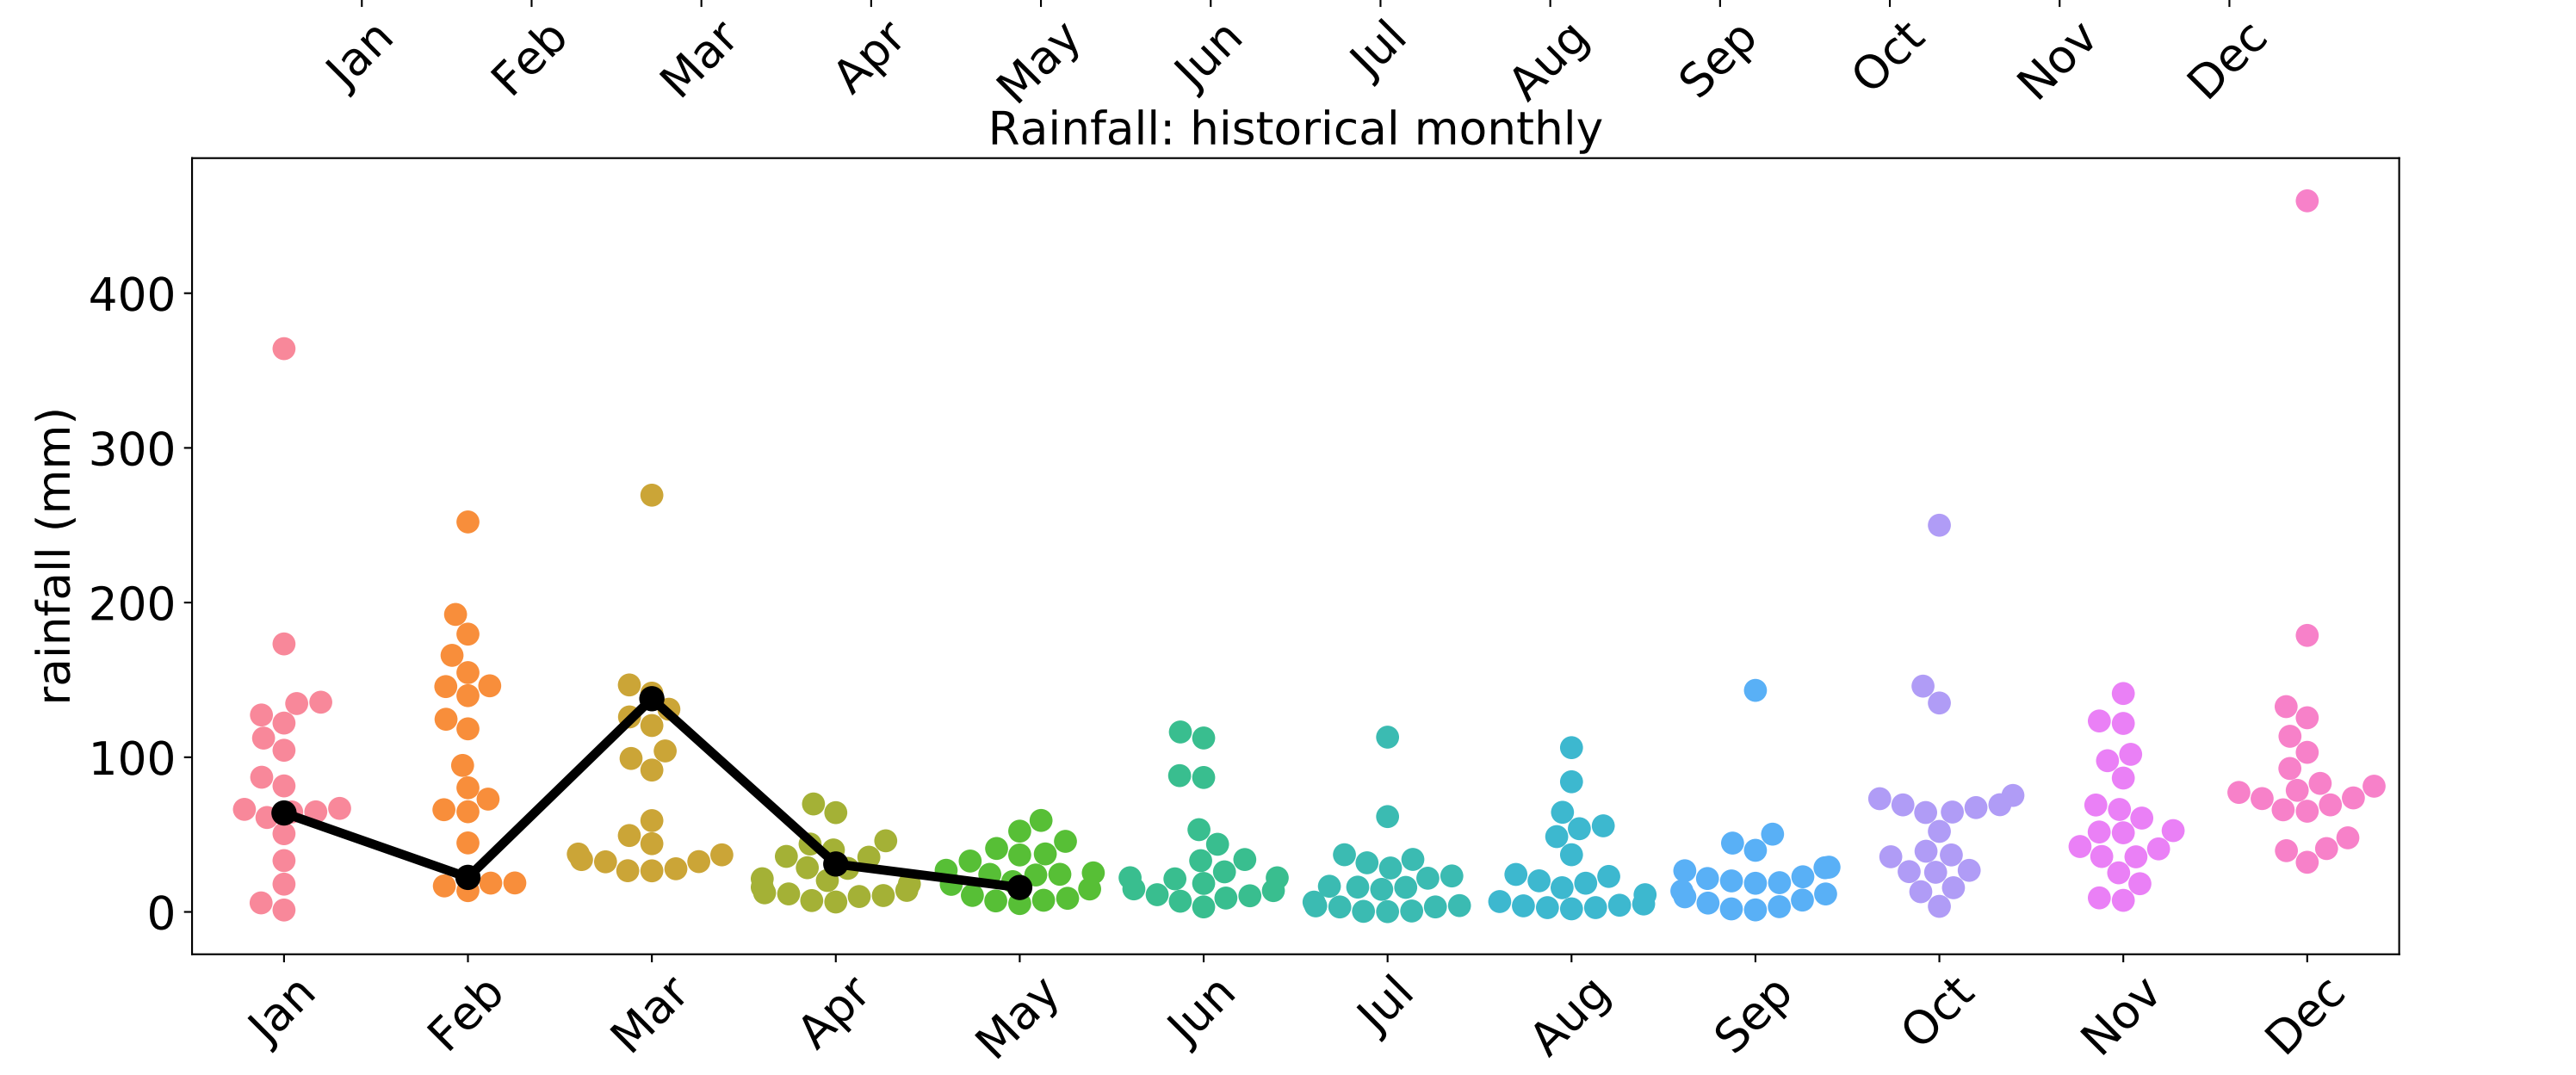 Jan Feb Mar Apr May Jun Jul Aug Sep Oct Nov Dec
Rainfall: historical monthly
rainfall (mm)
400
300
200
100
0
Jan Feb Mar Apr May Jun Jul Aug Sep Oct Nov Dec